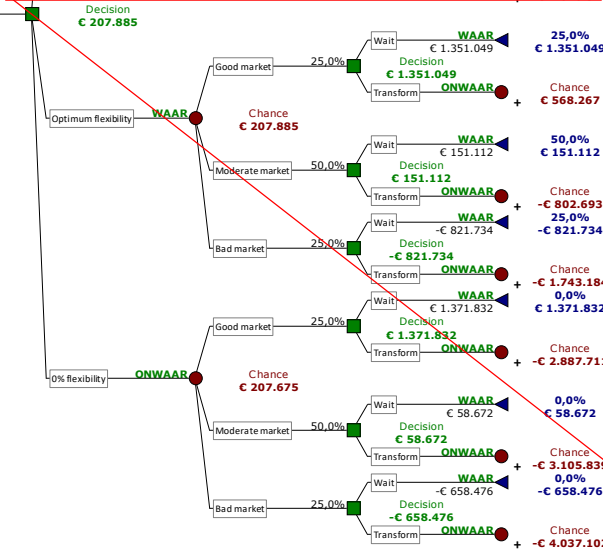 Decision
€ 207.885
Optimum flexibility
WAAR
Chance
€ 207.885
Good market
25,0%
Decision
€ 1.351.049
Wait
WAAR
€ 1.351.049
25,0%
€ 1.351.049
Transform
ONWAAR
+
Chance
€ 568.267
Moderate market
50,0%
Decision
€ 151.112
Wait
WAAR
€ 151.112
50,0%
€ 151.112
Transform
ONWAAR
+
Chance
-€ 802.693
Bad market
25,0%
Decision
-€ 821.734
Wait
WAAR
-€ 821.734
25,0%
-€ 821.734
Transform
ONWAAR
+
Chance
-€ 1.743.184
0% flexibility
ONWAAR
Chance
€ 207.675
Good market
25,0%
Decision
€ 1.371.832
Wait
WAAR
€ 1.371.832
0,0%
€ 1.371.832
Transform
ONWAAR
+
Chance
Moderate market
50,0%
Decision
€ 58.672
Wait
WAAR
€ 58.672
0,0%
€ 58.672
Transform
ONWAAR
+
Chance
-€ 3.105.839
Bad market
25,0%
Decision
-€ 658.476
Wait
WAAR
-€ 658.476
0,0%
-€ 658.476
Transform
ONWAAR
+
Chance